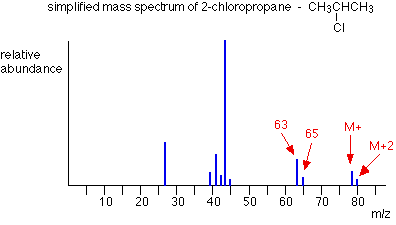 simplified mass spectrum of 2-chloropropane - CH3CHCH3
Cl
relative
abundance
63
65
M+
M+2
10 20 30 40 50 60 70 80
m/z